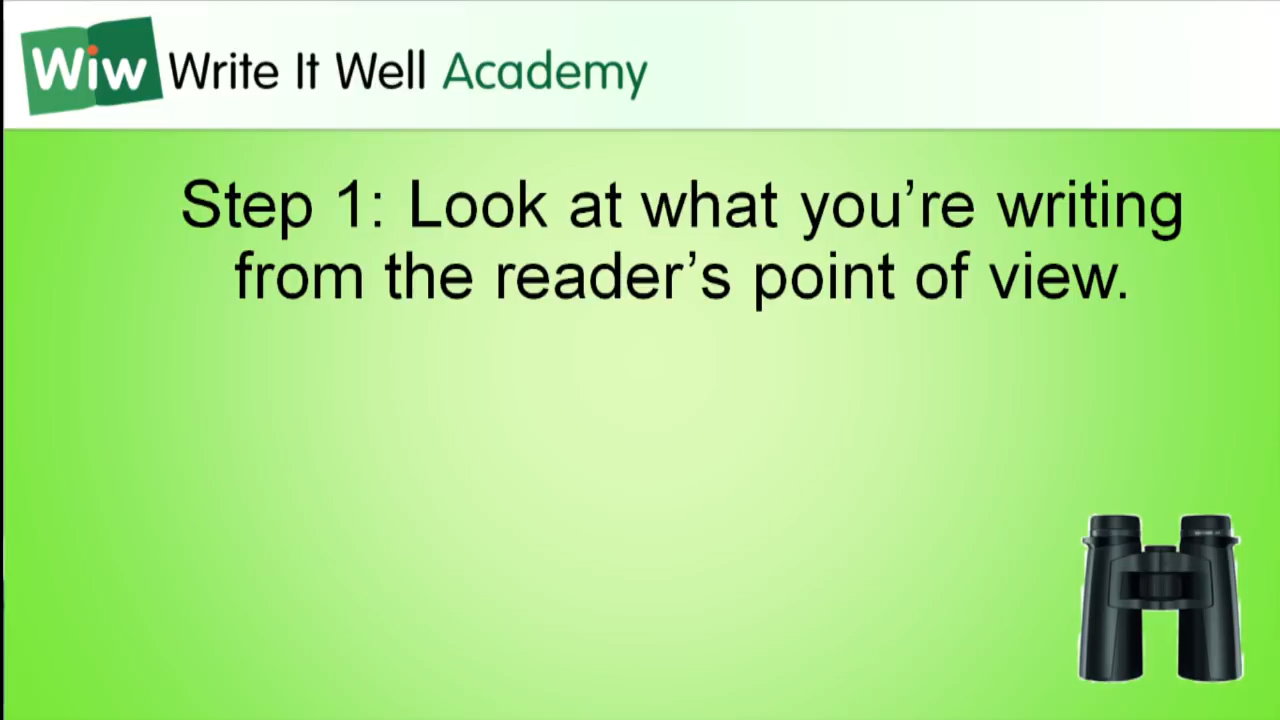 Wiw Write It Well Academy
Step 1: Look at what you’re writing
from the reader’s point of view.